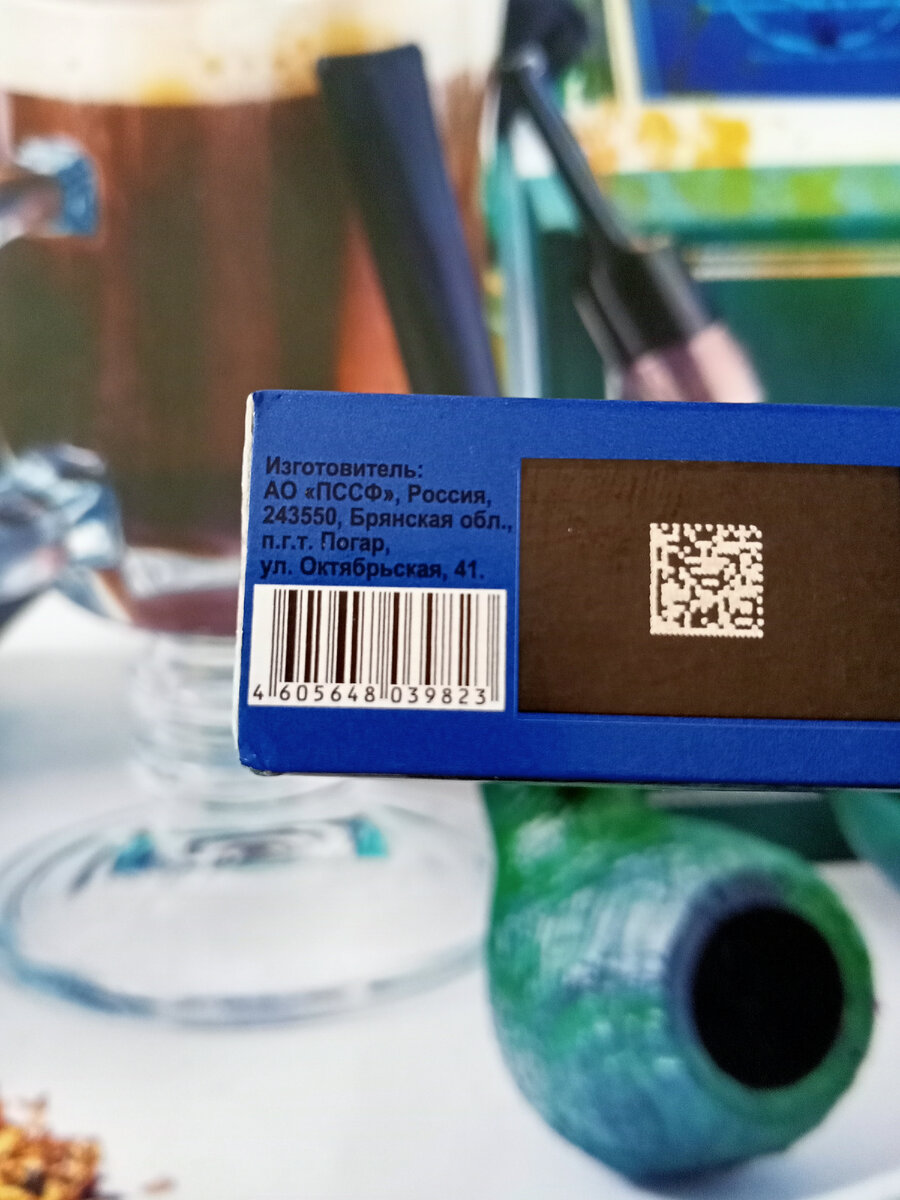 Изготовитель:
АО «ПССФ», Россия,
243550, Брянская обл.,
п.г.т. Погар,
ул. Октябрьская, 41.
4 605648 039823